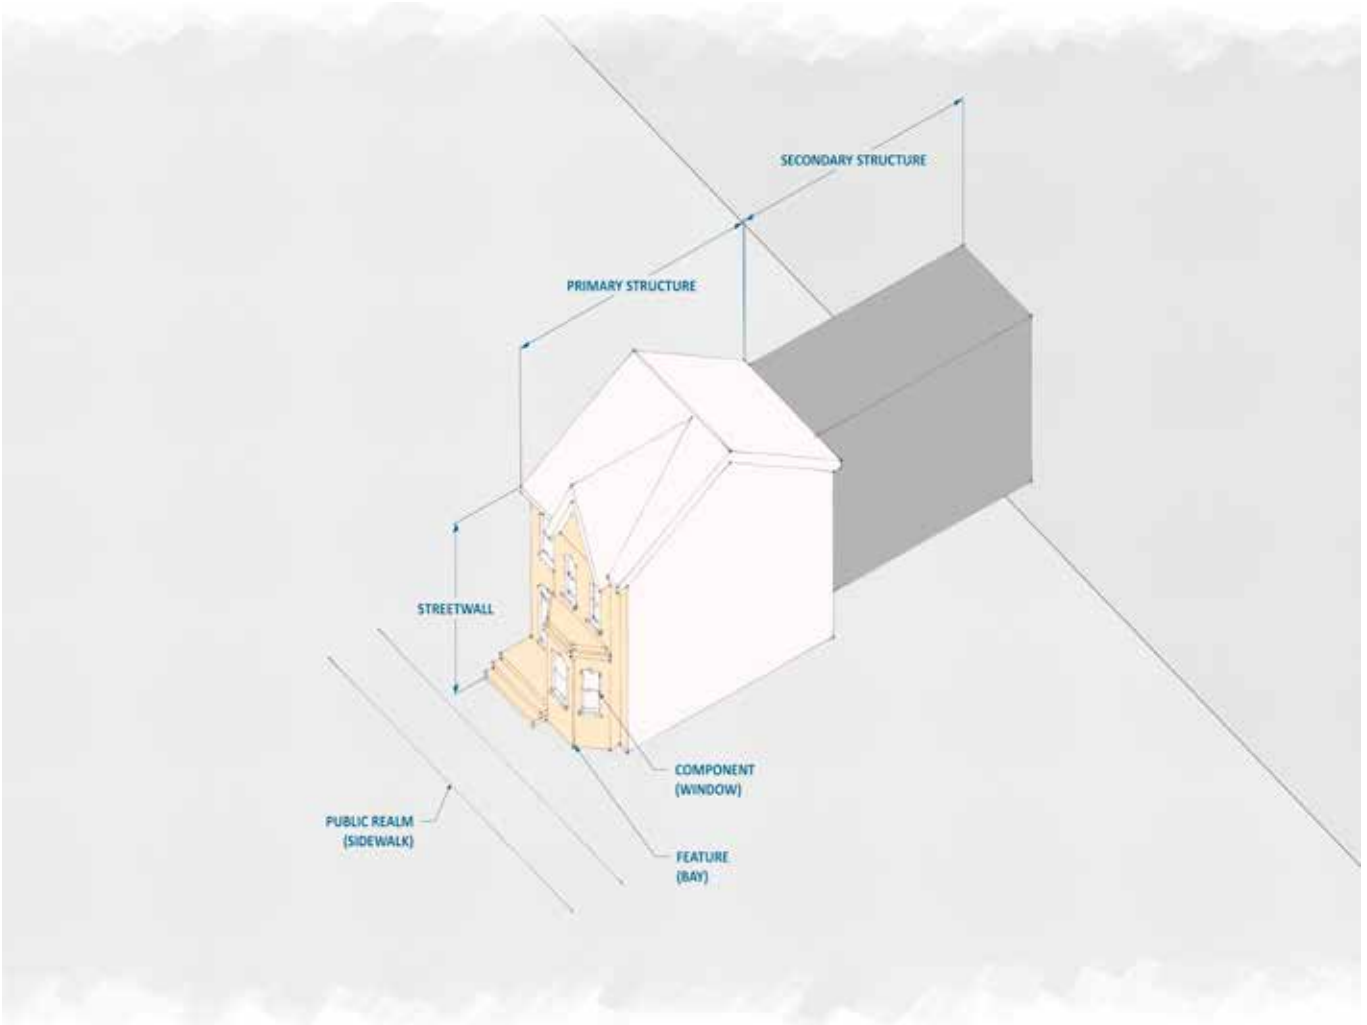 SECONDARY STRUCTURE
PRIMARY STRUCTURE
STREETWALL
COMPONENT
(WINDOW)
PUBLIC REALM
(SIDEWALK)
FEATURE
(BAY)